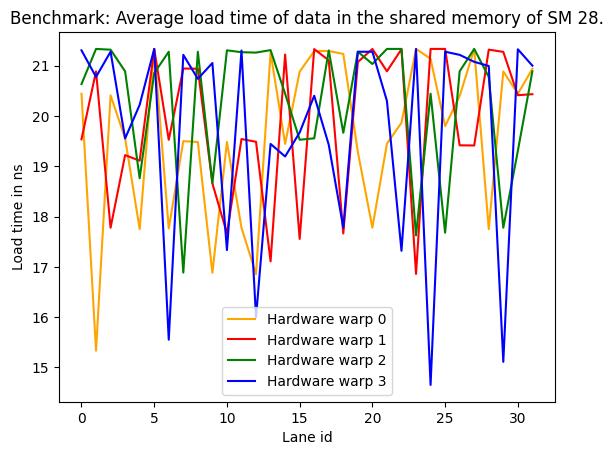 Benchmark: Average load time of data in the shared memory of SM 28.
Load time in ns
21
20
19
18
17
16
15
Hardware warp 0
Hardware warp 1
Hardware warp 2
Hardware warp 3
0 5 10 15 20 25 30
Lane id